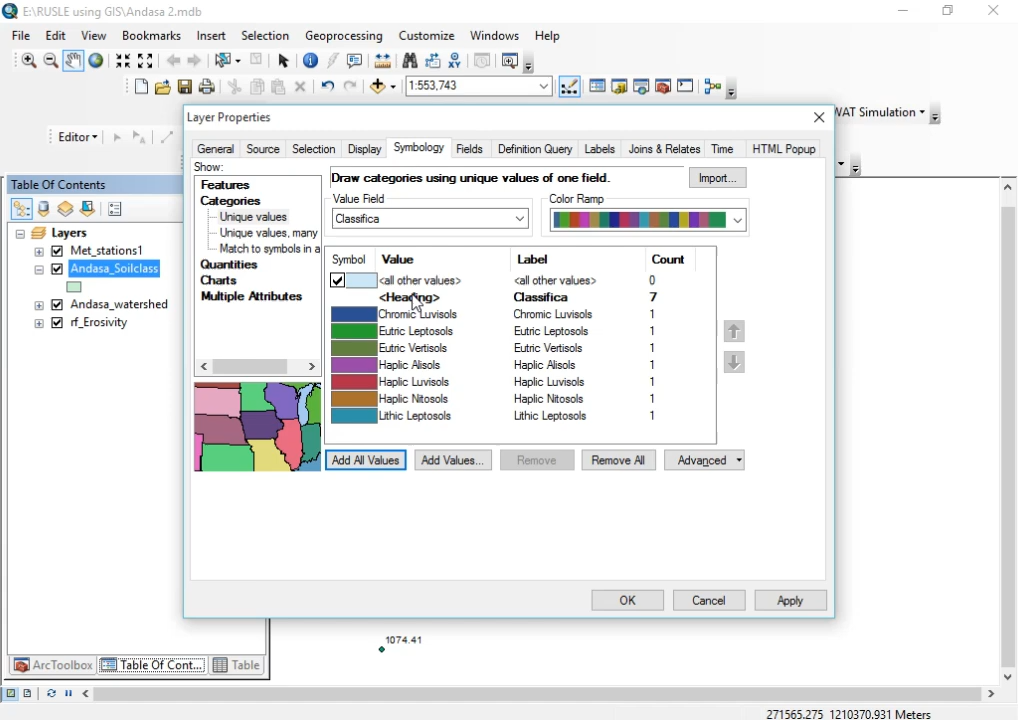 E:\RUSLE using GIS\Andasa 2.mdb
File Edit View Bookmarks Insert Selection Geoprocessing Customize Windows Help
1:553,743
Editor
WAT Simulation
Layer Properties
General Source Selection Display Symbology Fields Definition Query Labels Joins & Relates Time HTML Popup
Table Of Contents
Layers
Met_stations1
Andasa_Soilclass
Andasa_watershed
rf_Erosivity
Show:
Features
Categories
Unique values
Unique values, many
Match to symbols in a
Quantities
Charts
Multiple Attributes
Draw categories using unique values of one field.
Import...
Value Field
Classifica
Color Ramp
Symbol Value Label Count
<all other values> <all other values> 0
<Heading> Classifica 7
Chromic Luvisols Chromic Luvisols 1
Eutric Leptosols Eutric Leptosols 1
Eutric Vertisols Eutric Vertisols 1
Haplic Alisols Haplic Alisols 1
Haplic Luvisols Haplic Luvisols 1
Haplic Nitosols Haplic Nitosols 1
Lithic Leptosols Lithic Leptosols 1
Add All Values Add Values... Remove Remove All Advanced
OK Cancel Apply
1074.41
ArcToolbox Table Of Cont... Table
271565.275 1210370.931 Meters